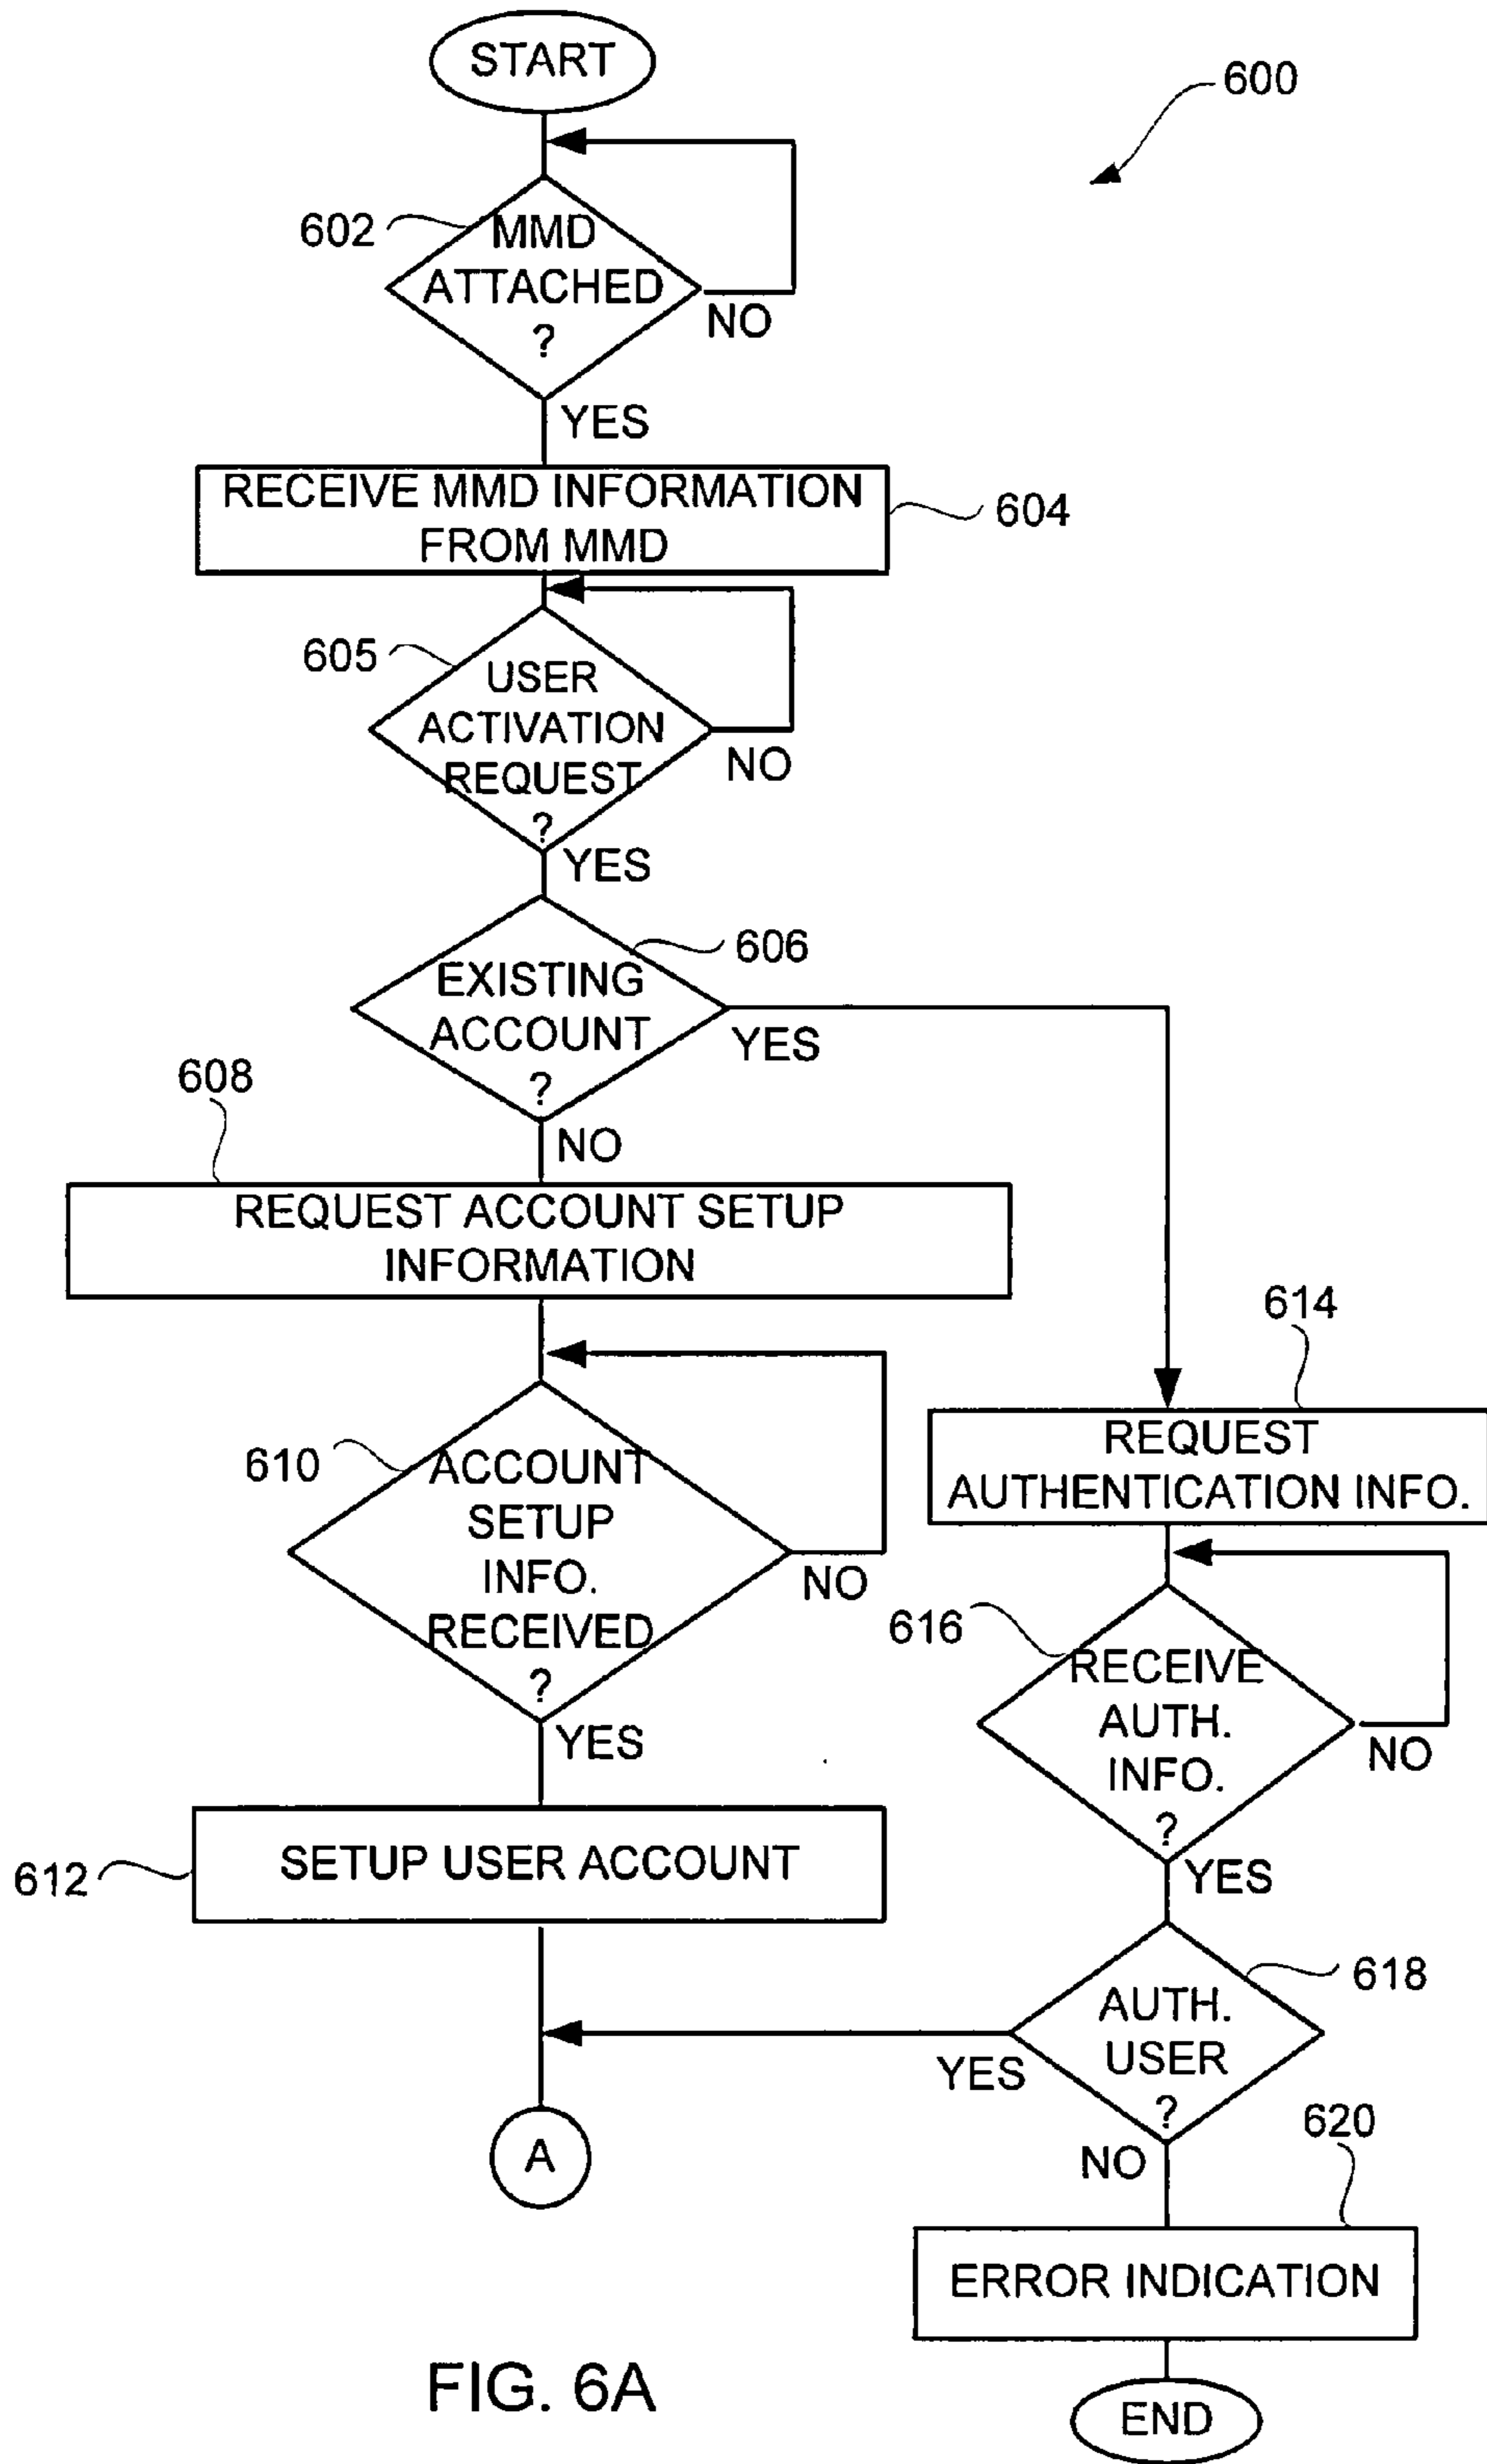 START
600
602
MMD
ATTACHED
?
NO
YES
RECEIVE MMD INFORMATION
FROM MMD
604
605
USER
ACTIVATION
REQUEST
?
NO
YES
606
EXISTING
ACCOUNT
?
YES
NO
608
REQUEST ACCOUNT SETUP
INFORMATION
610
ACCOUNT
SETUP
INFO.
RECEIVED
?
NO
YES
612
SETUP USER ACCOUNT
614
REQUEST
AUTHENTICATION INFO.
616
RECEIVE
AUTH.
INFO.
?
NO
YES
618
AUTH.
USER
?
YES
NO
A
620
ERROR INDICATION
END
FIG. 6A